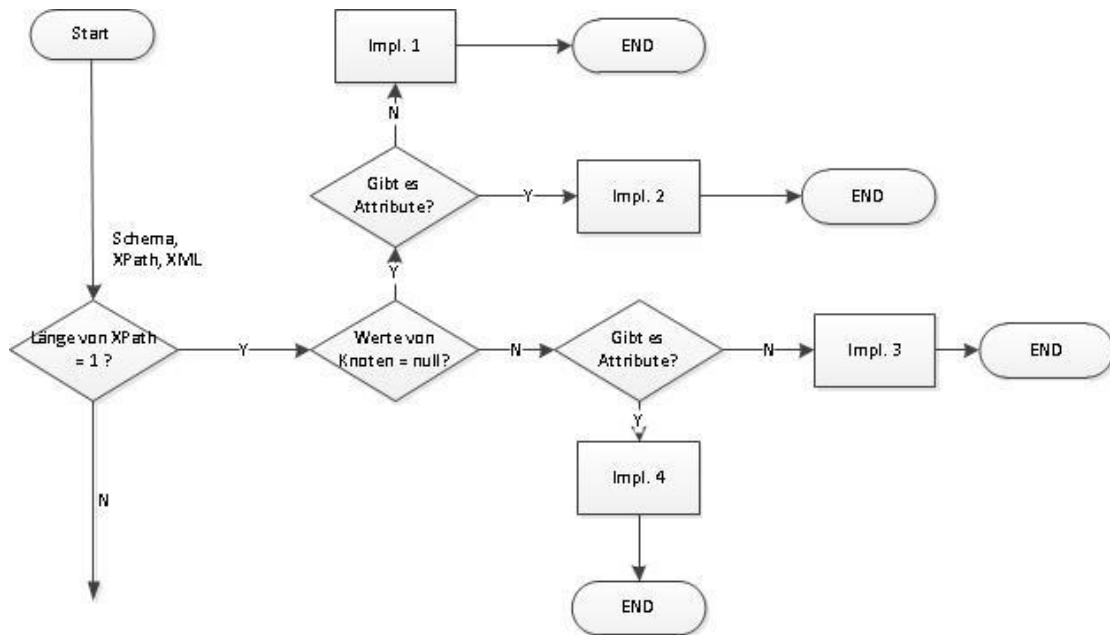 Start
Impl. 1
END
N
Gibt es
Attribute?
Y
Impl. 2
END
Schema,
XPath, XML
Y
Länge von XPath
= 1 ?
Y
Werte von
Knoten = null?
N
Gibt es
Attribute?
N
Impl. 3
END
Y
Impl. 4
N
END